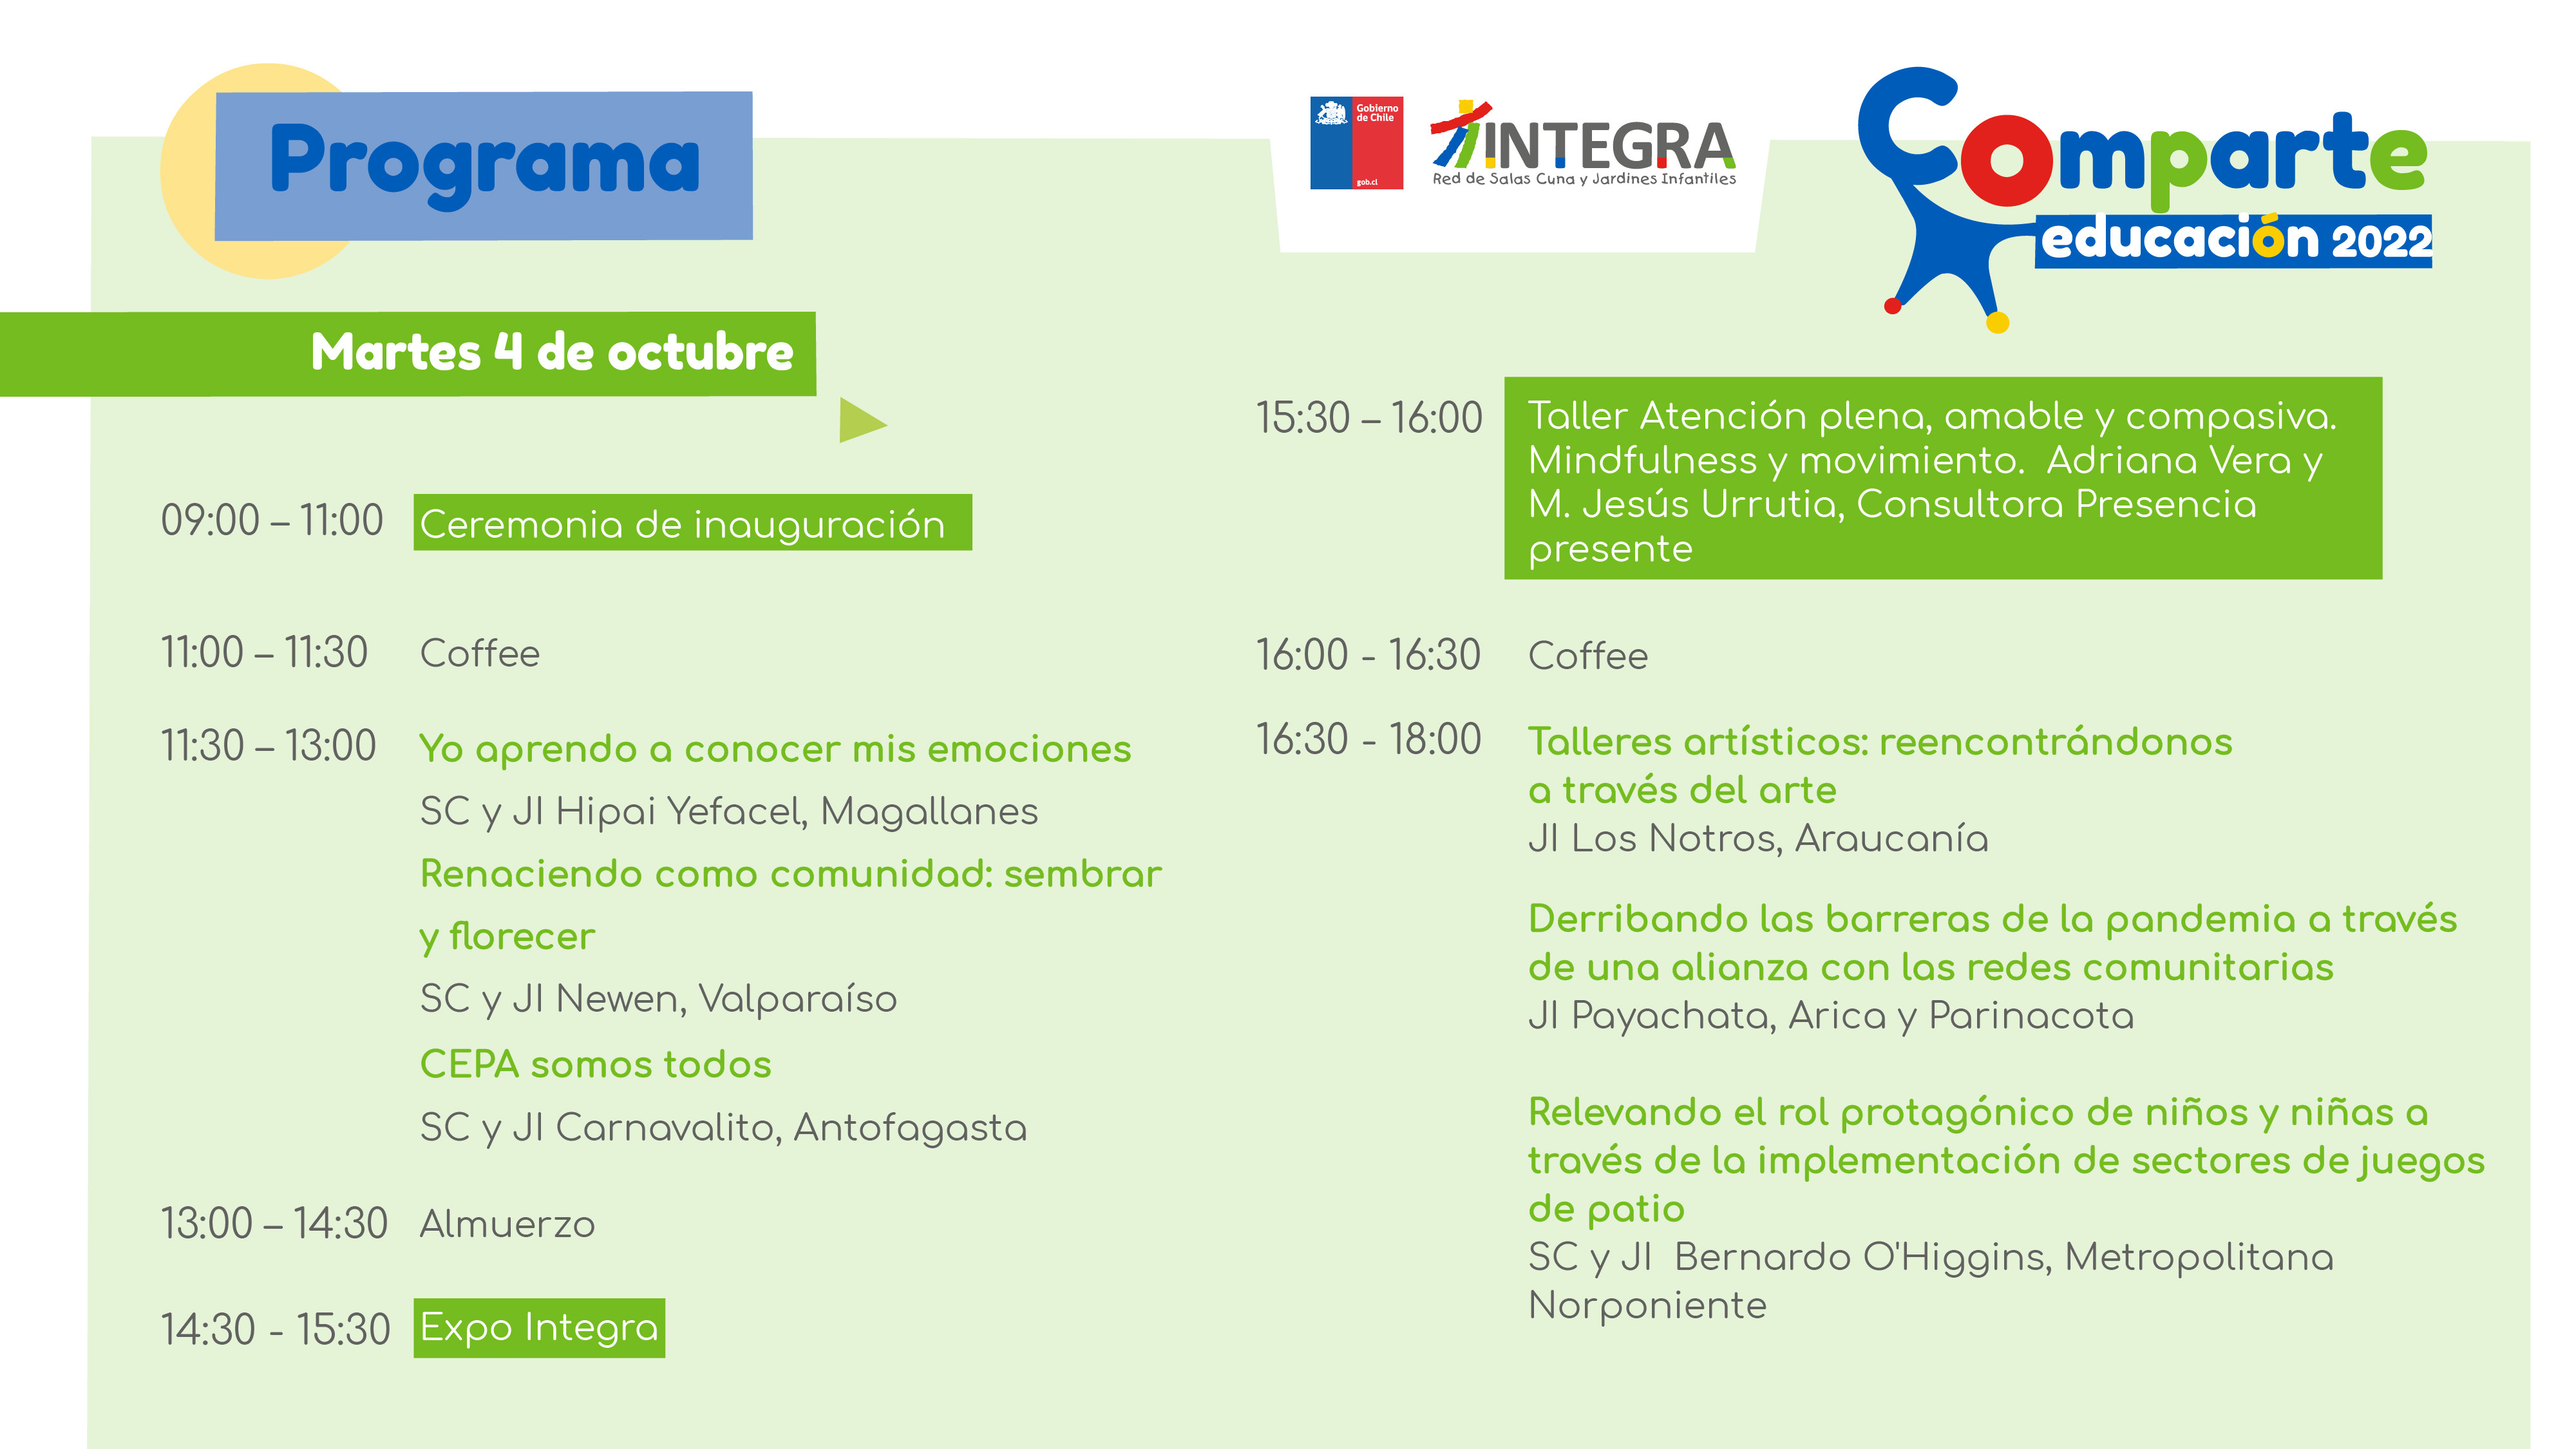 Programa
Gobierno
de Chile
gob.cl
INTEGRA
Red de Salas Cuna y Jardines Infantiles
Comparte
educación 2022
Martes 4 de octubre
09:00 – 11:00 Ceremonia de inauguración
11:00 – 11:30 Coffee
11:30 – 13:00 Yo aprendo a conocer mis emociones
SC y JI Hipai Yefacel, Magallanes
Renaciendo como comunidad: sembrar
y florecer
SC y JI Newen, Valparaíso
CEPA somos todos
SC y JI Carnavalito, Antofagasta
13:00 – 14:30 Almuerzo
14:30 - 15:30 Expo Integra
15:30 – 16:00 Taller Atención plena, amable y compasiva.
Mindfulness y movimiento. Adriana Vera y
M. Jesús Urrutia, Consultora Presencia
presente
16:00 - 16:30 Coffee
16:30 - 18:00 Talleres artísticos: reencontrándonos
a través del arte
JI Los Notros, Araucanía
Derribando las barreras de la pandemia a través
de una alianza con las redes comunitarias
JI Payachata, Arica y Parinacota
Relevando el rol protagónico de niños y niñas a
través de la implementación de sectores de juegos
de patio
SC y JI Bernardo O'Higgins, Metropolitana
Norponiente